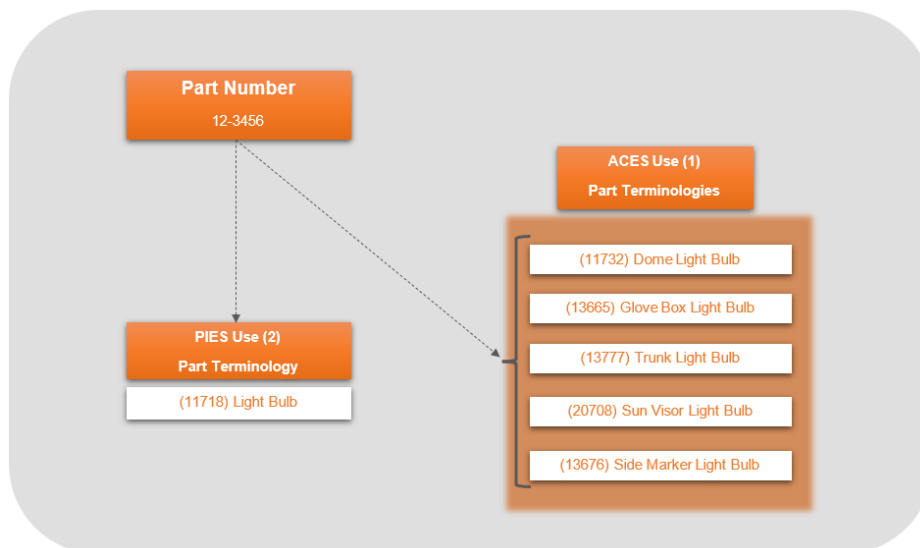 Part Number
12-3456
ACES Use (1)
Part Terminologies
(11732) Dome Light Bulb
(13665) Glove Box Light Bulb
(13777) Trunk Light Bulb
(20708) Sun Visor Light Bulb
(13676) Side Marker Light Bulb
PIES Use (2)
Part Terminology
(11718) Light Bulb